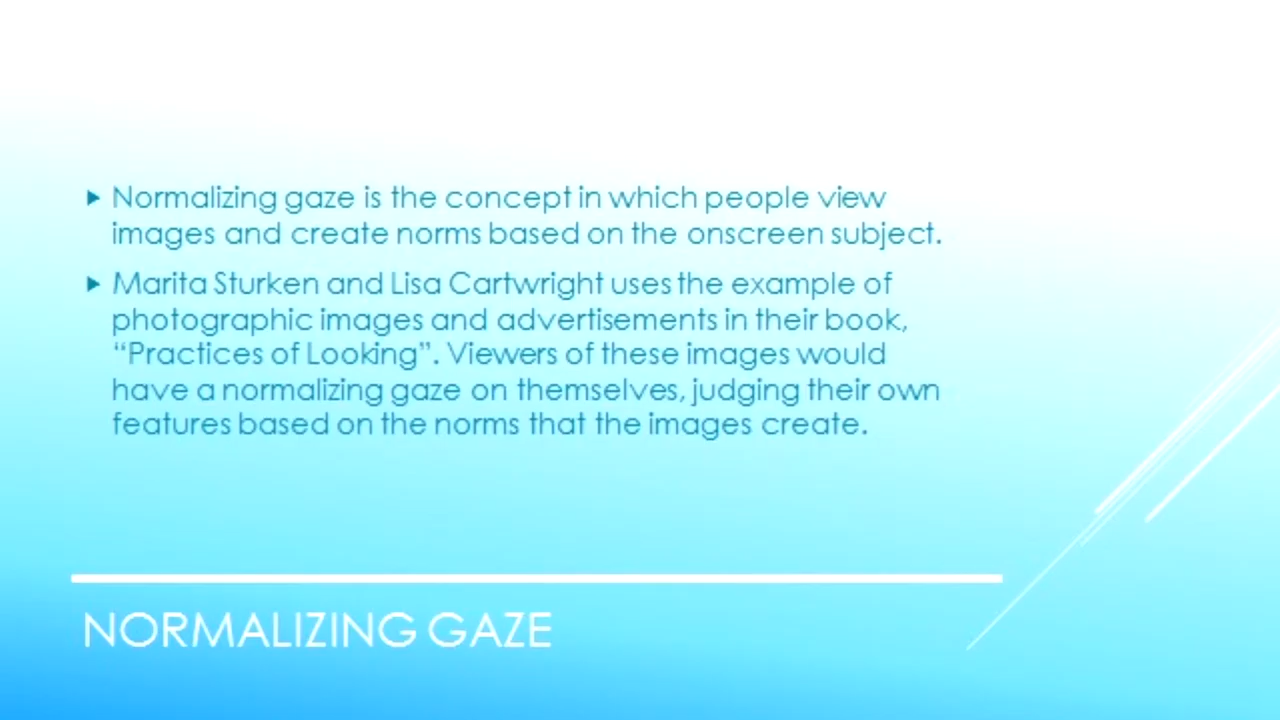 Normalizing gaze is the concept in which people view
images and create norms based on the onscreen subject.
Marita Sturken and Lisa Cartwright uses the example of
photographic images and advertisements in their book,
“Practices of Looking”. Viewers of these images would
have a normalizing gaze on themselves, judging their own
features based on the norms that the images create.
NORMALIZING GAZE